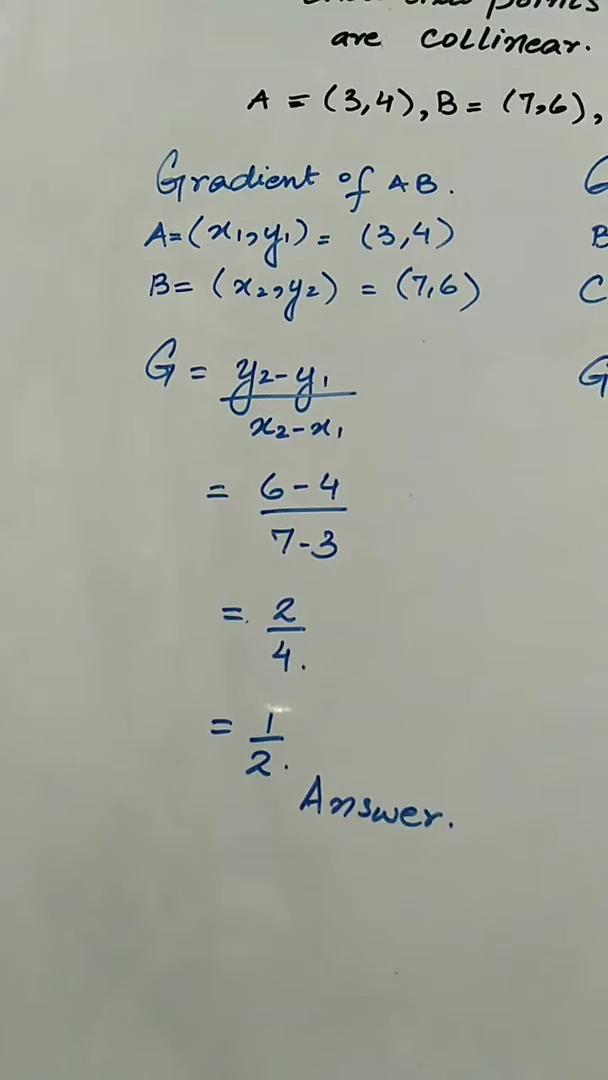 points
are collinear.
A = (3,4), B = (7,6),
Gradient of AB.
A = (x₁, y₁) = (3,4)
B = (x₂, y₂) = (7,6)
G = y₂ - y₁
x₂ - x₁
= 6 - 4
7 - 3
= 2
4.
= 1
2.
Answer.
B
C
G